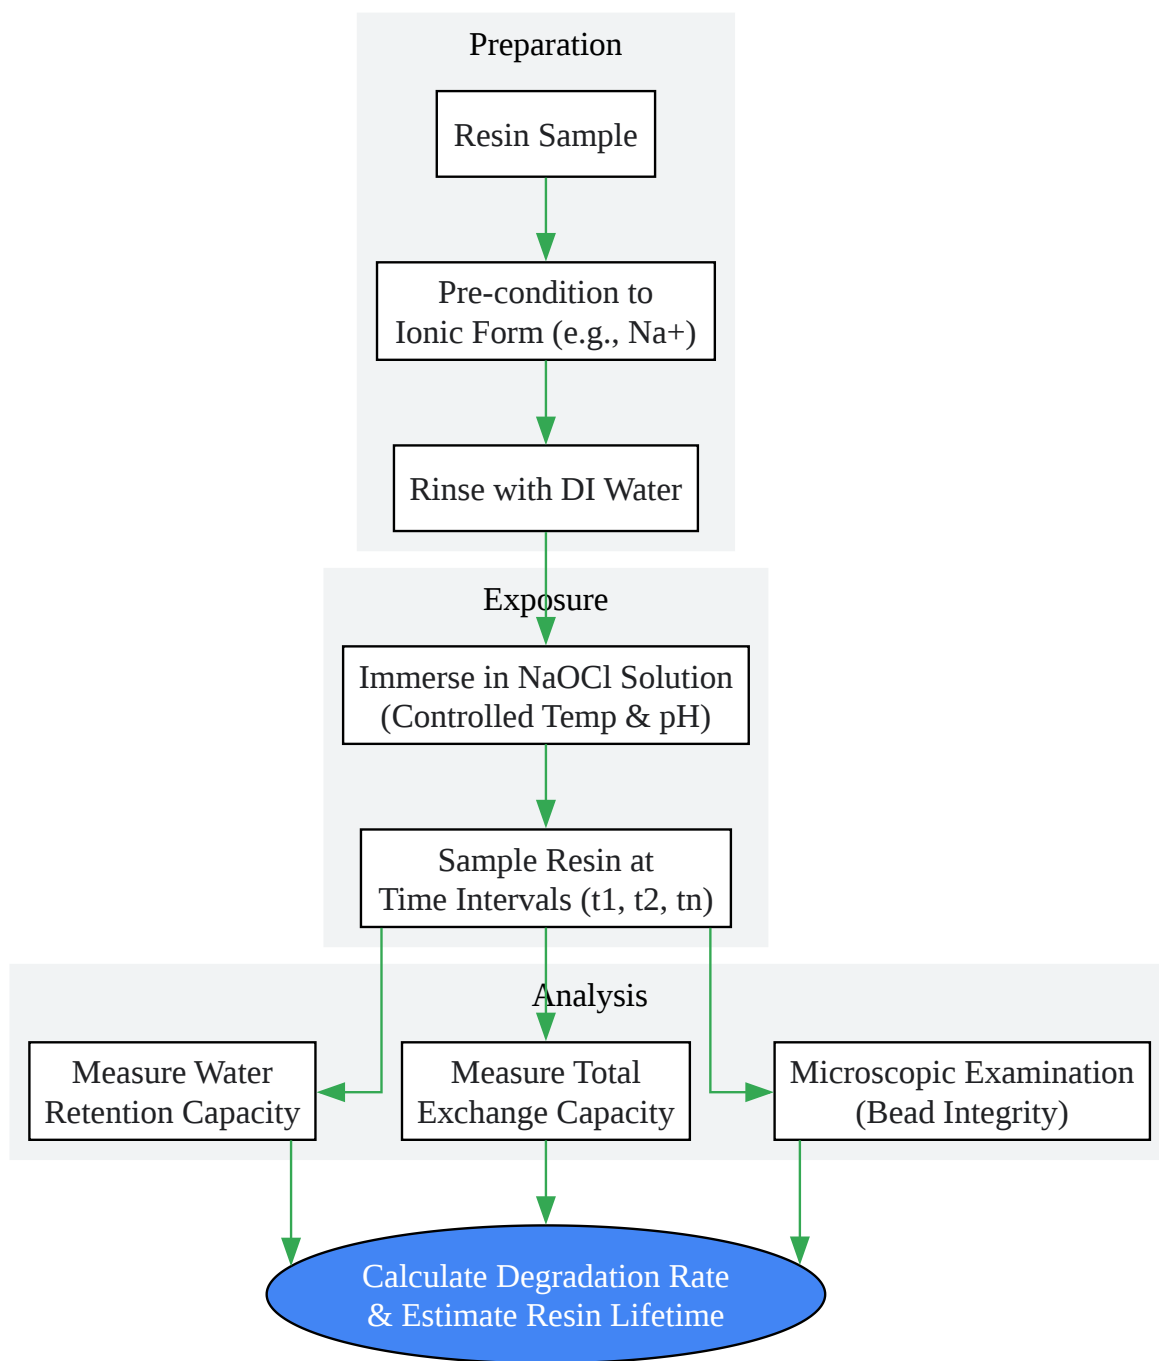 Preparation
Resin Sample
Pre-condition to
Ionic Form (e.g., Na+)
Rinse with DI Water
Exposure
Immerse in NaOCl Solution
(Controlled Temp & pH)
Sample Resin at
Time Intervals (t1, t2, tn)
Analysis
Measure Water
Retention Capacity
Measure Total
Exchange Capacity
Microscopic Examination
(Bead Integrity)
Calculate Degradation Rate
& Estimate Resin Lifetime